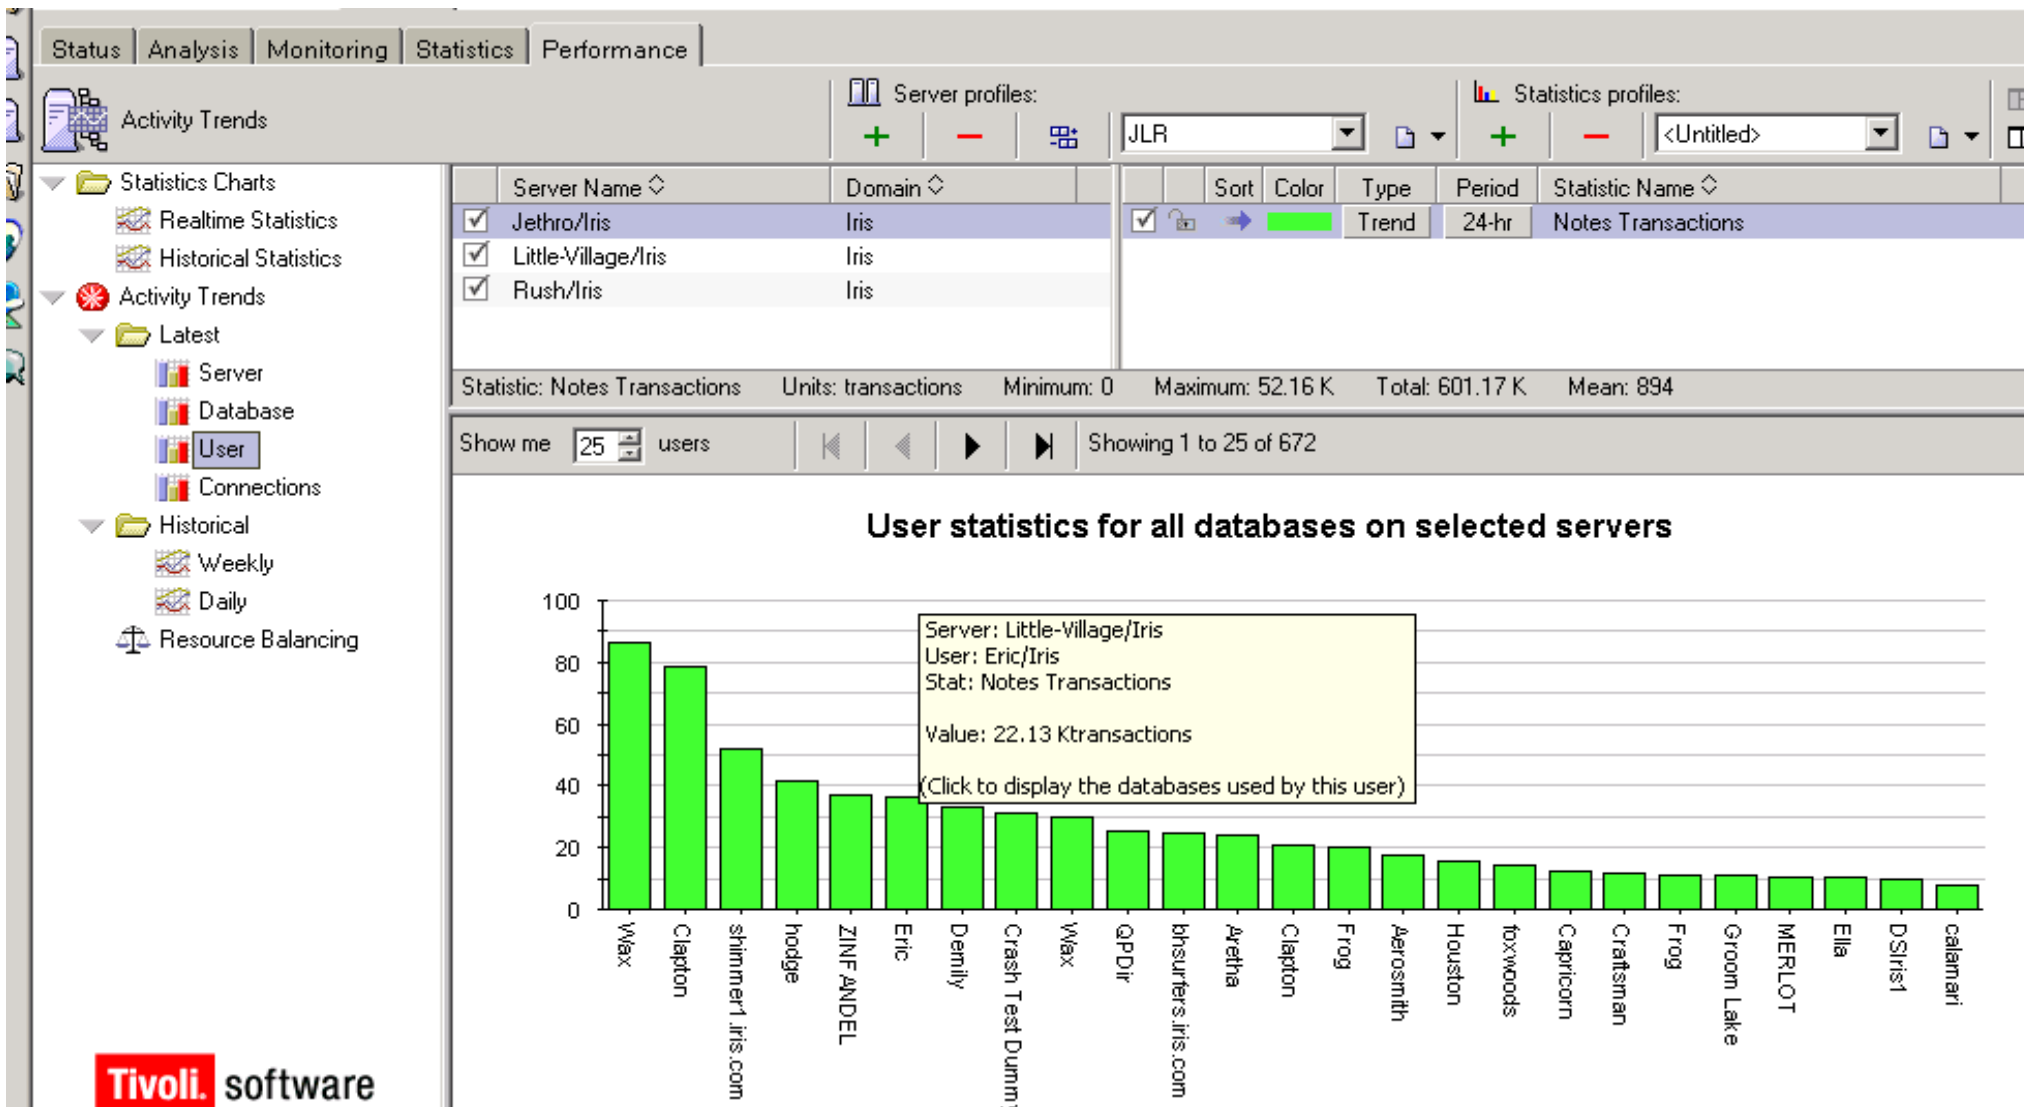 Status Analysis Monitoring Statistics Performance
Activity Trends
Server profiles:
JLR
Statistics profiles:
<Untitled>
Statistics Charts
Realtime Statistics
Historical Statistics
Activity Trends
Latest
Server
Database
User
Connections
Historical
Weekly
Daily
Resource Balancing
Tivoli. software
Server Name Domain
Jethro/Iris Iris
Little-Village/Iris Iris
Rush/Iris Iris
Sort Color Type Period Statistic Name
Trend 24-hr Notes Transactions
Statistic: Notes Transactions Units: transactions Minimum: 0 Maximum: 52.16 K Total: 601.17 K Mean: 894
Show me 25 users Showing 1 to 25 of 672
User statistics for all databases on selected servers
100
80
60
40
20
0
Server: Little-Village/Iris
User: Eric/Iris
Stat: Notes Transactions
Value: 22.13 Ktransactions
(Click to display the databases used by this user)
Wax
Clapton
shimmer1.iris.com
hodge
ZINFANDEL
Eric
Demily
Crash Test Dummy
Wax
QPDir
bhsurfers.iris.com
Aretha
Clapton
Frog
Aerosmith
Houston
foxwoods
Capricorn
Craftsman
Frog
Groom Lake
MERLOT
Ella
DSIris1
calamari